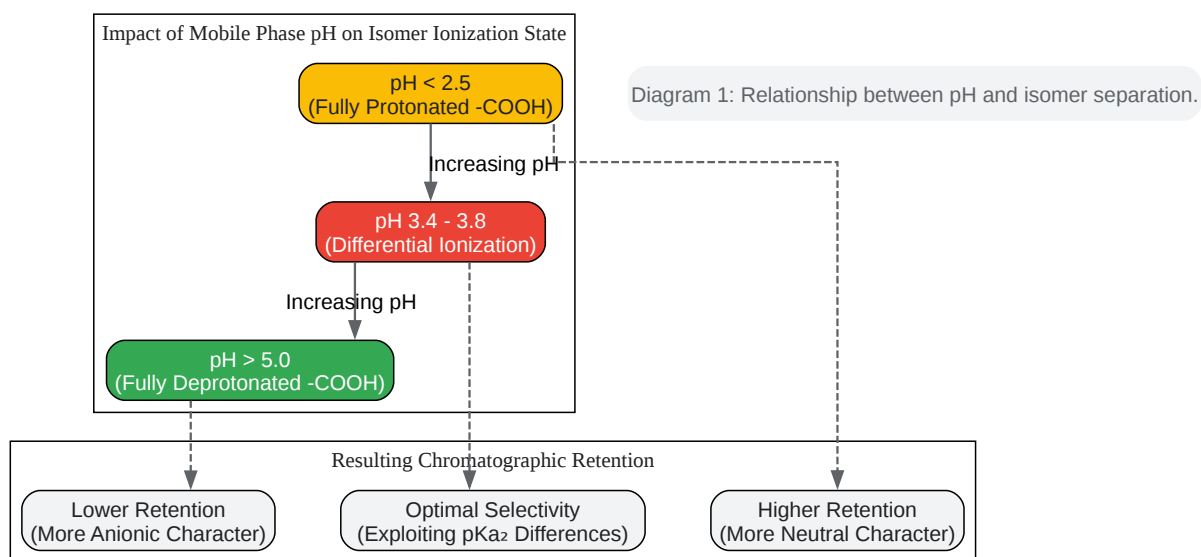 Impact of Mobile Phase pH on Isomer Ionization State
pH < 2.5
(Fully Protonated -COOH)
Diagram 1: Relationship between pH and isomer separation.
Increasing pH
pH 3.4 - 3.8
(Differential Ionization)
Increasing pH
pH > 5.0
(Fully Deprotonated -COOH)
Resulting Chromatographic Retention
Lower Retention
(More Anionic Character)
Optimal Selectivity
(Exploiting pKa₂ Differences)
Higher Retention
(More Neutral Character)